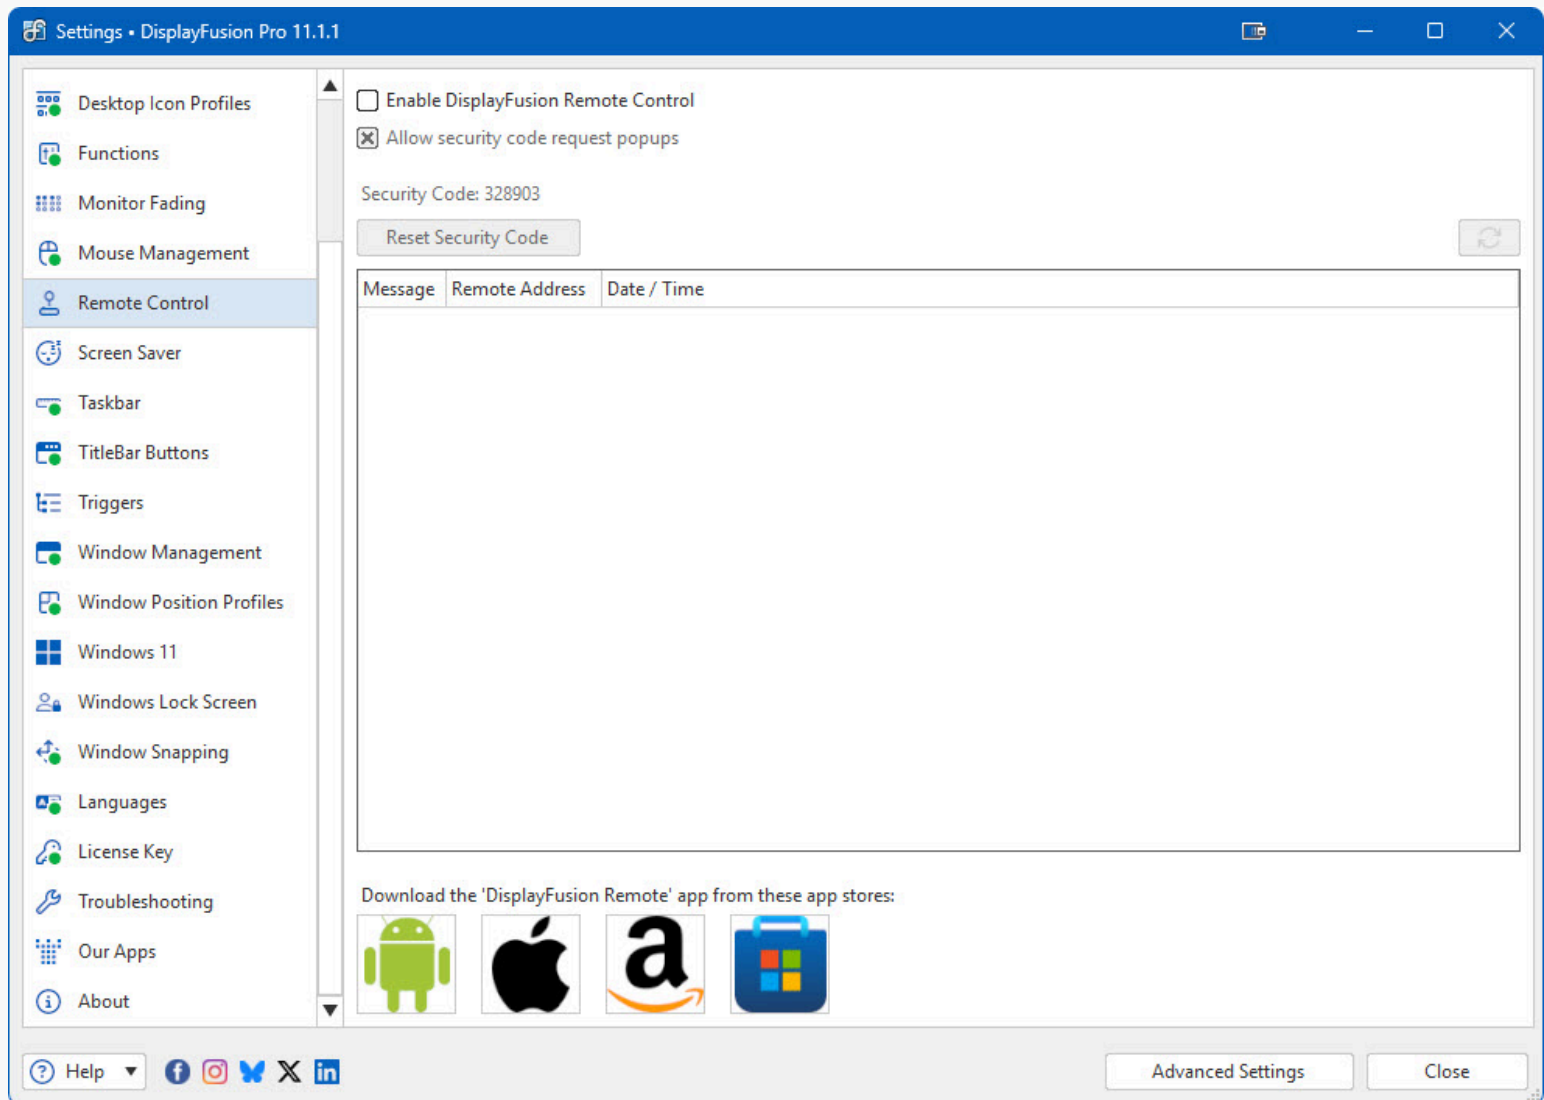 Settings • DisplayFusion Pro 11.1.1
Desktop Icon Profiles
Functions
Monitor Fading
Mouse Management
Remote Control
Screen Saver
Taskbar
TitleBar Buttons
Triggers
Window Management
Window Position Profiles
Windows 11
Windows Lock Screen
Window Snapping
Languages
License Key
Troubleshooting
Our Apps
About
Enable DisplayFusion Remote Control
Allow security code request popups
Security Code: 328903
Reset Security Code
Message Remote Address Date / Time
Download the 'DisplayFusion Remote' app from these app stores:
Help
Advanced Settings
Close